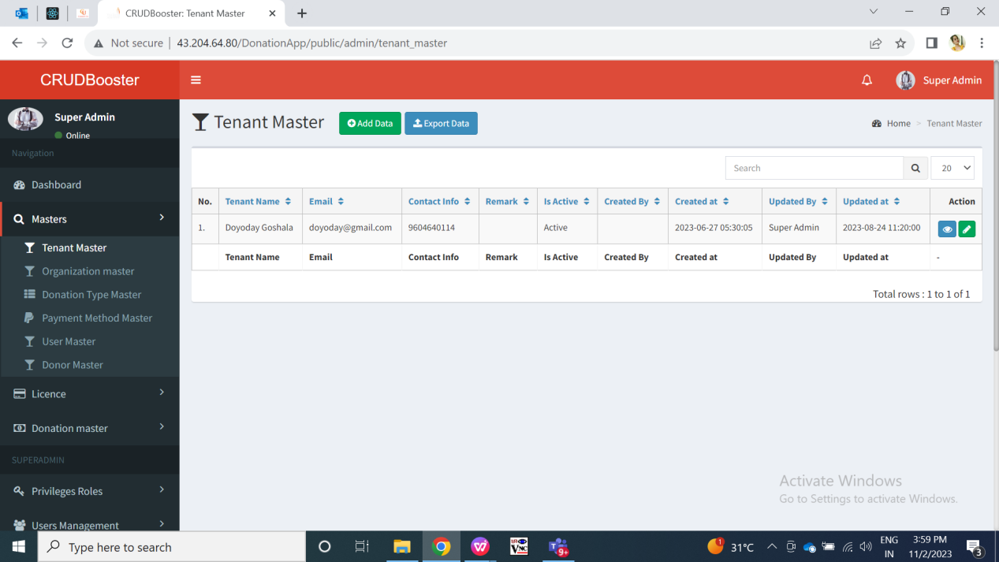 CRUDBooster: Tenant Master
Not secure | 43.204.64.80/DonationApp/public/admin/tenant_master
CRUDBooster
Super Admin
Super Admin
Online
Navigation
Dashboard
Masters
Tenant Master
Organization master
Donation Type Master
Payment Method Master
User Master
Donor Master
Licence
Donation master
SUPERADMIN
Privileges Roles
Users Management
Tenant Master
Add Data
Export Data
Home > Tenant Master
Search
20
No. Tenant Name Email Contact Info Remark Is Active Created By Created at Updated By Updated at Action
1. Doyoday Goshala doyoday@gmail.com 9604640114 Active 2023-06-27 05:30:05 Super Admin 2023-08-24 11:20:00
Tenant Name Email Contact Info Remark Is Active Created By Created at Updated By Updated at -
Total rows : 1 to 1 of 1
Activate Windows
Go to Settings to activate Windows.
Type here to search
VNC
9+
1
31°C
ENG
IN
3:59 PM
11/2/2023
3